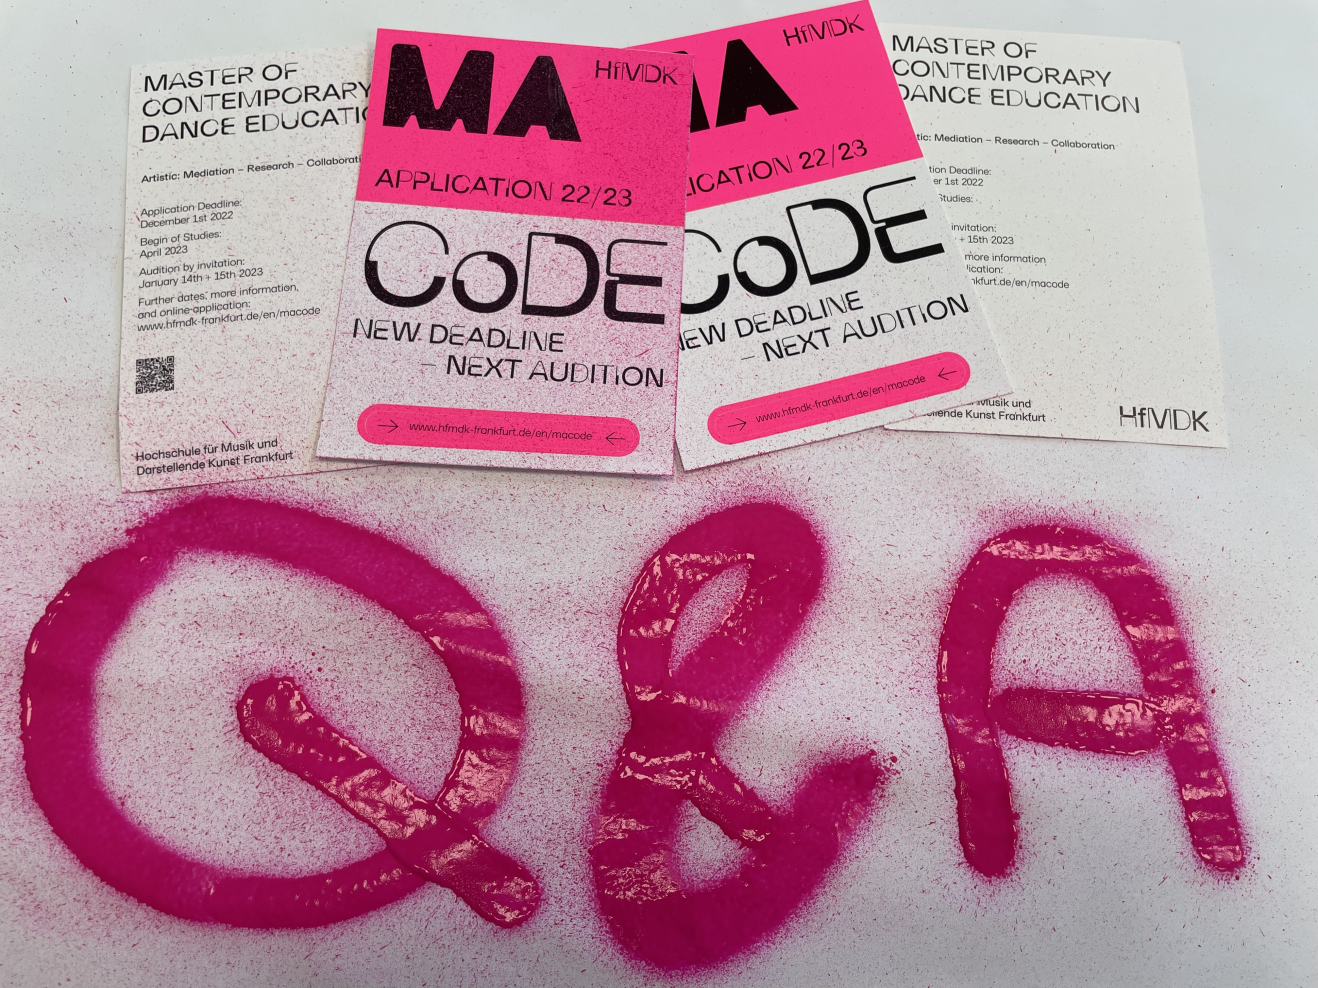 MASTER OF
CONTEMPORARY
DANCE EDUCATIO
Artistic: Mediation – Research – Collaborati
Application Deadline:
December 1st 2022
Begin of Studies:
April 2023
Audition by invitation:
January 14th + 15th 2023
Further dates, more information,
and online-application:
www.hfmdk-frankfurt.de/en/macode
Hochschule für Musik und
Darstellende Kunst Frankfurt
MA
HfMDK
APPLICATION 22/23
CoDE
NEW DEADLINE
– NEXT AUDITION
→ www.hfmdk-frankfurt.de/en/macode ←
MA
HfMDK
LICATION 22/23
CoDE
NEW DEADLINE
– NEXT AUDITION
→ www.hfmdk-frankfurt.de/en/macode ←
MASTER OF
CONTEMPORARY
DANCE EDUCATION
tic: Mediation – Research – Collaboration
tion Deadline:
er 1st 2022
Studies:
invitation:
+ 15th 2023
more information
lication:
nkfurt.de/en/macode
Musik und
ellende Kunst Frankfurt
HfMDK
Q & A